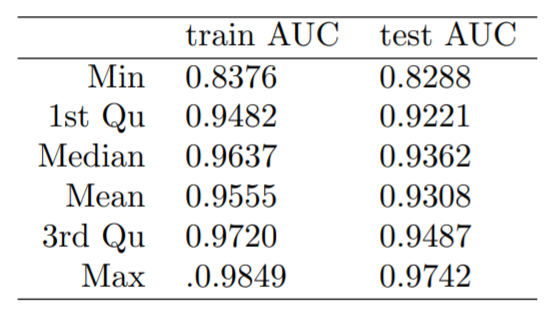 train AUC test AUC
Min 0.8376 0.8288
1st Qu 0.9482 0.9221
Median 0.9637 0.9362
Mean 0.9555 0.9308
3rd Qu 0.9720 0.9487
Max .0.9849 0.9742